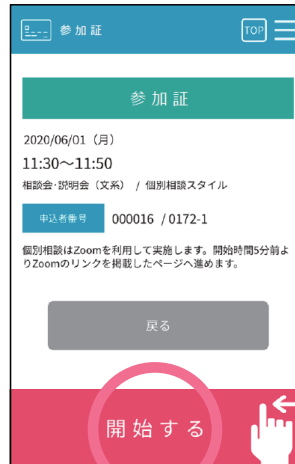 参加証 TOP
参加証
2020/06/01（月）
11:30〜11:50
相談会・説明会（文系） / 個別相談スタイル
申込者番号 000016 / 0172-1
個別相談はZoomを利用して実施します。開始時間5分前よ
りZoomのリンクを掲載したページへ進めます。
戻る
開始する